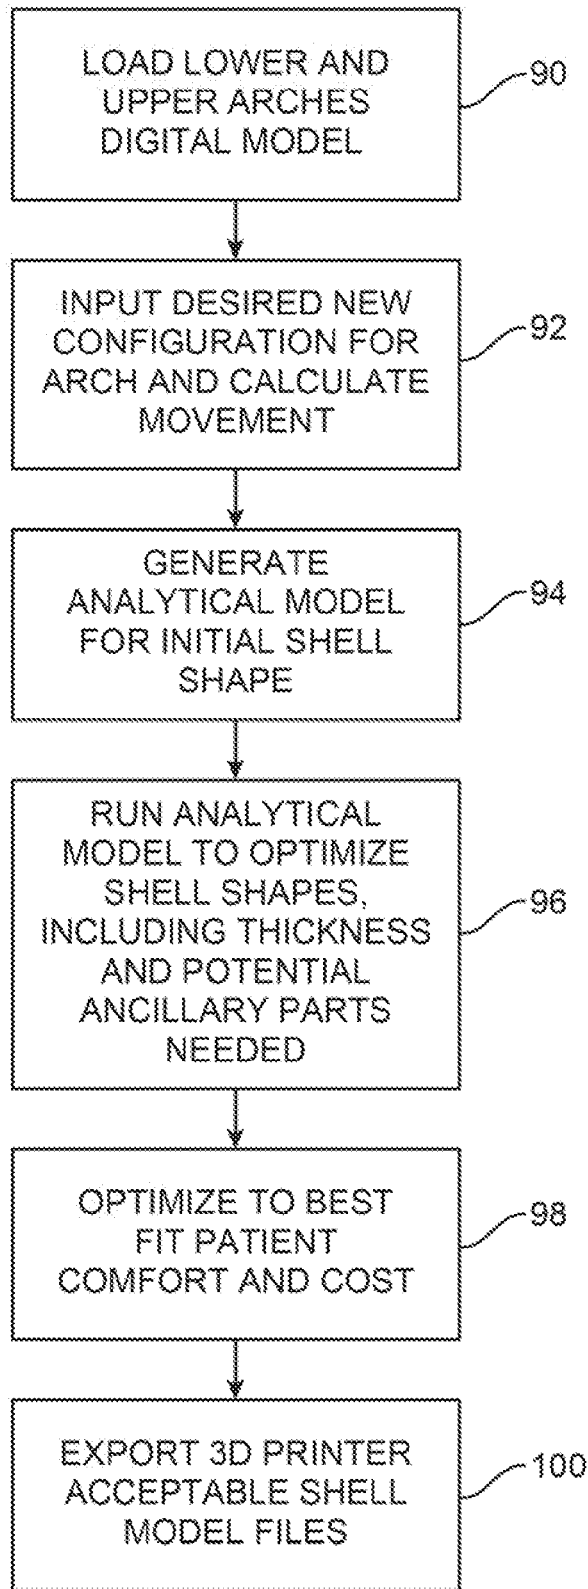 LOAD LOWER AND
UPPER ARCHES
DIGITAL MODEL
90
INPUT DESIRED NEW
CONFIGURATION FOR
ARCH AND CALCULATE
MOVEMENT
92
GENERATE
ANALYTICAL MODEL
FOR INITIAL SHELL
SHAPE
94
RUN ANALYTICAL
MODEL TO OPTIMIZE
SHELL SHAPES,
INCLUDING THICKNESS
AND POTENTIAL
ANCILLARY PARTS
NEEDED
96
OPTIMIZE TO BEST
FIT PATIENT
COMFORT AND COST
98
EXPORT 3D PRINTER
ACCEPTABLE SHELL
MODEL FILES
100